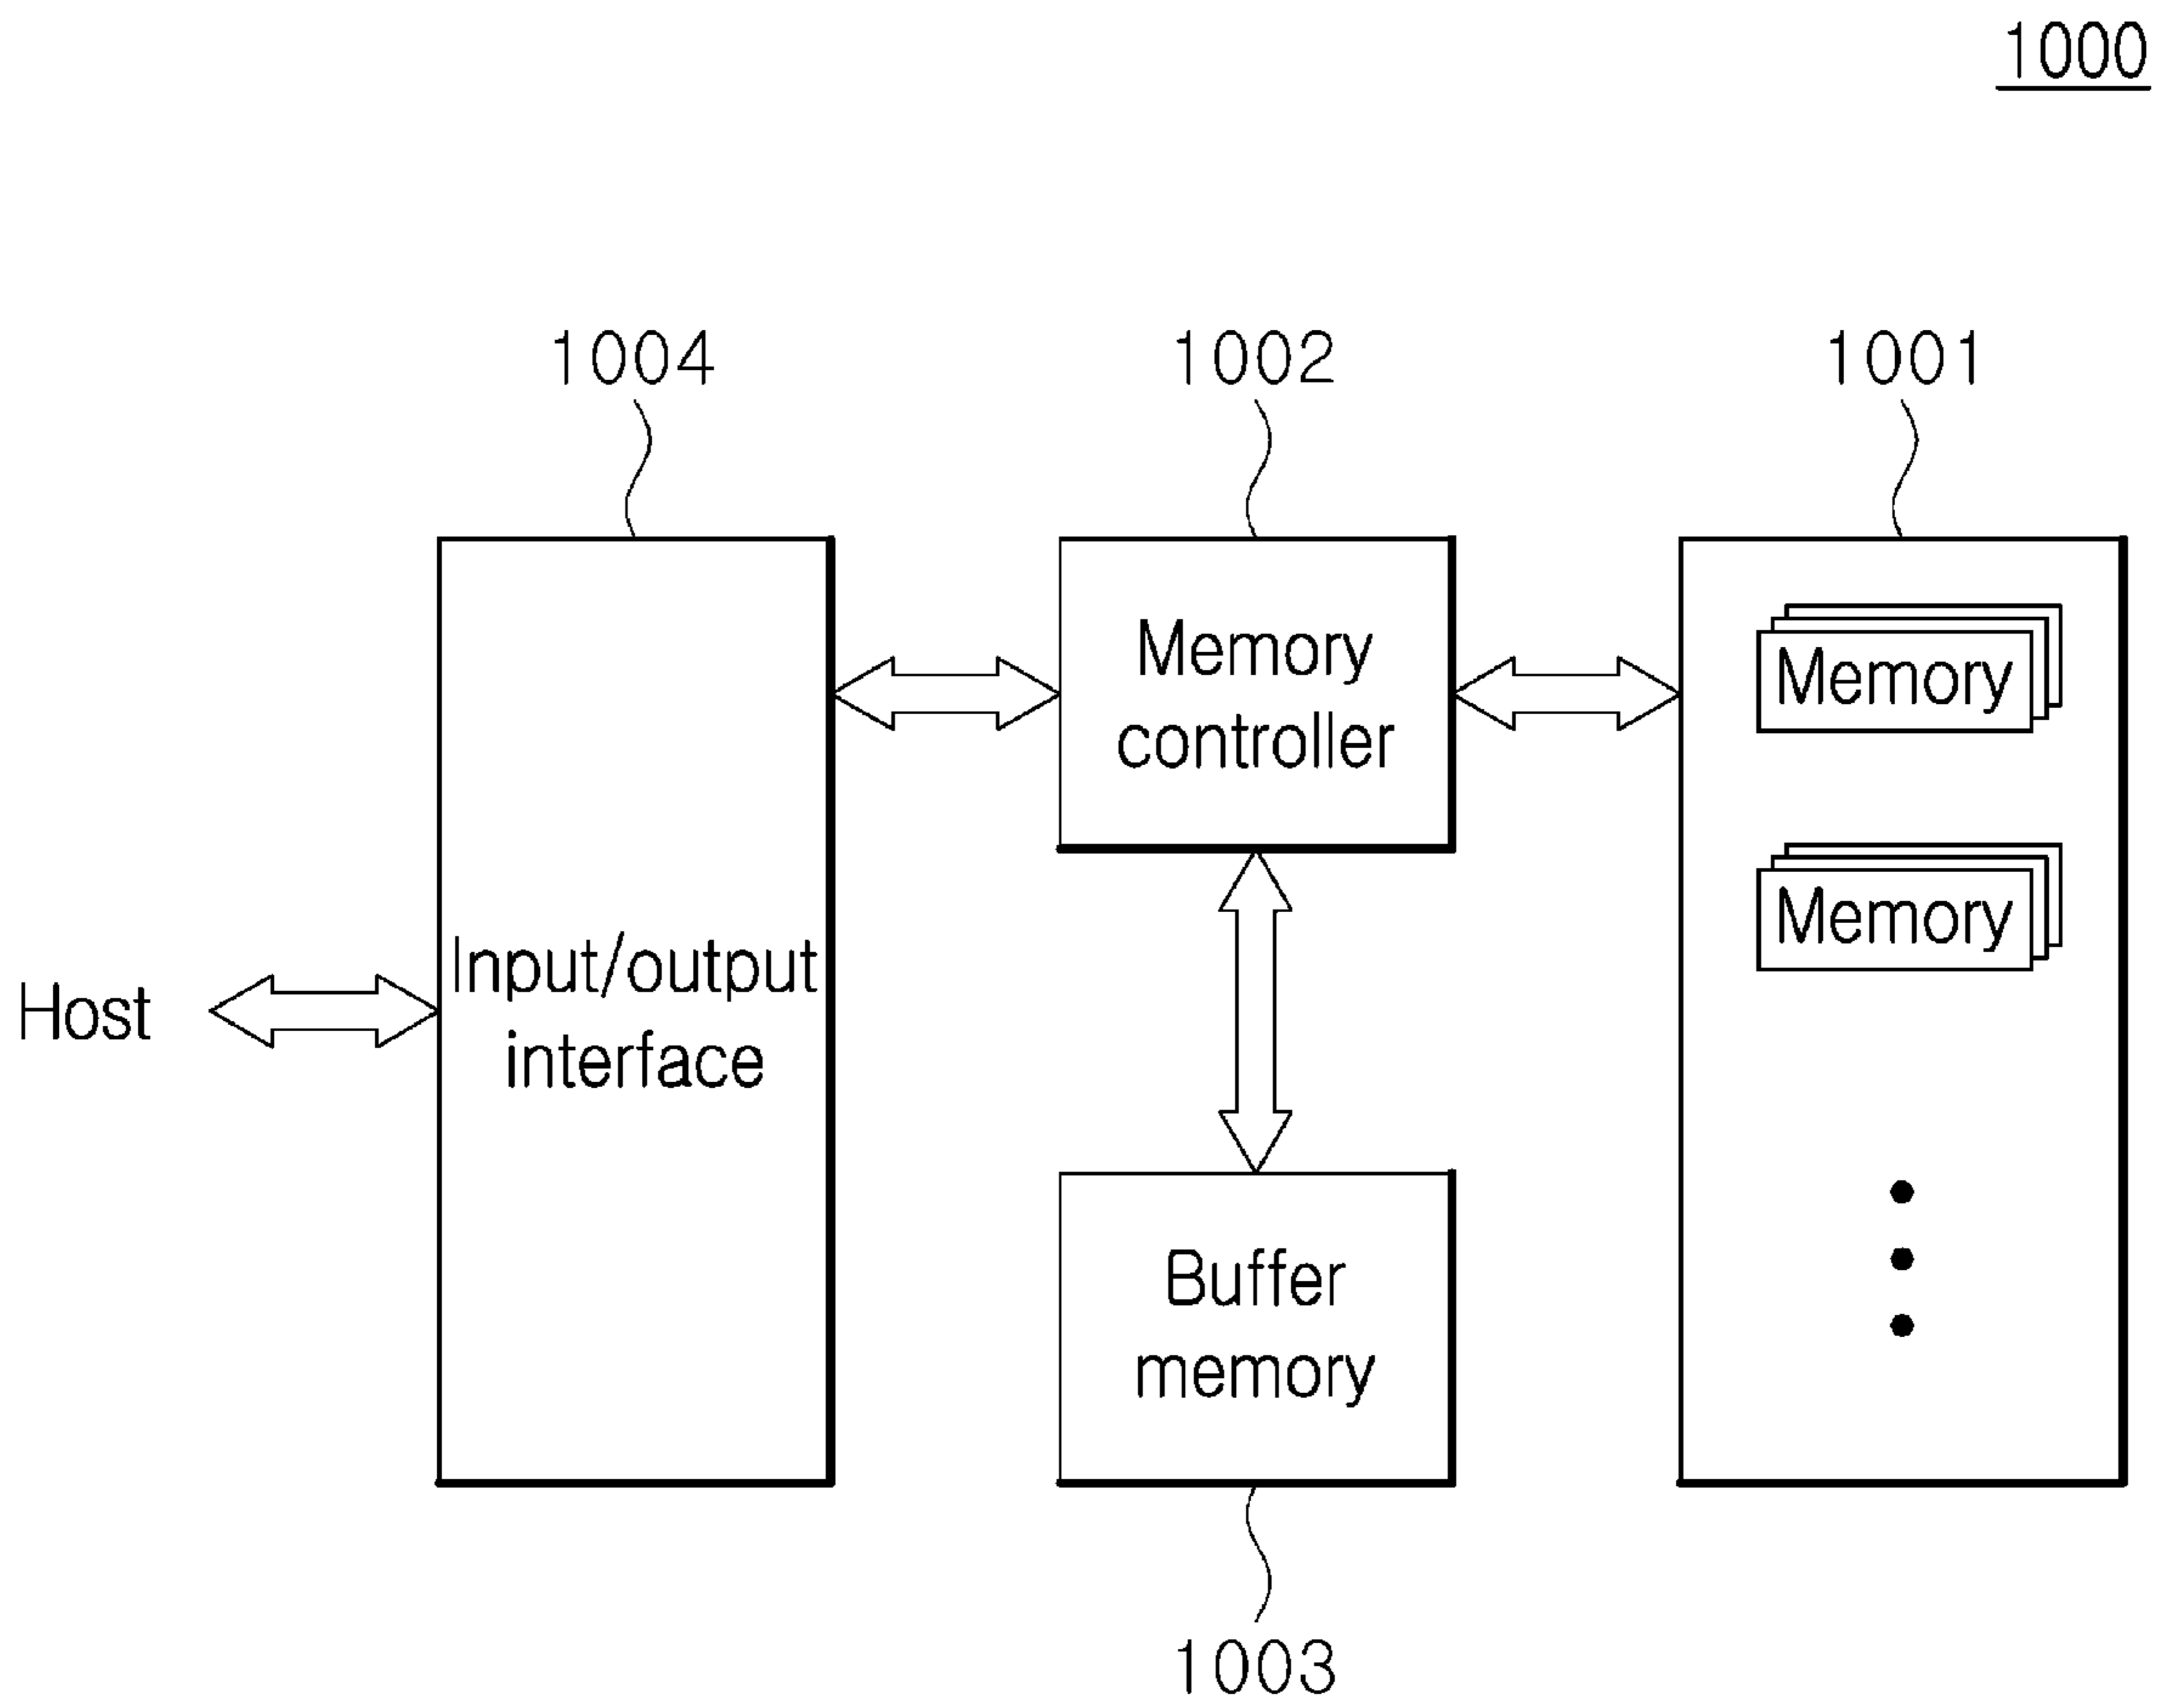 1000
1004
1002
1001
Memory
controller
Memory
Memory
Host
Input/output
interface
Buffer
memory
1003